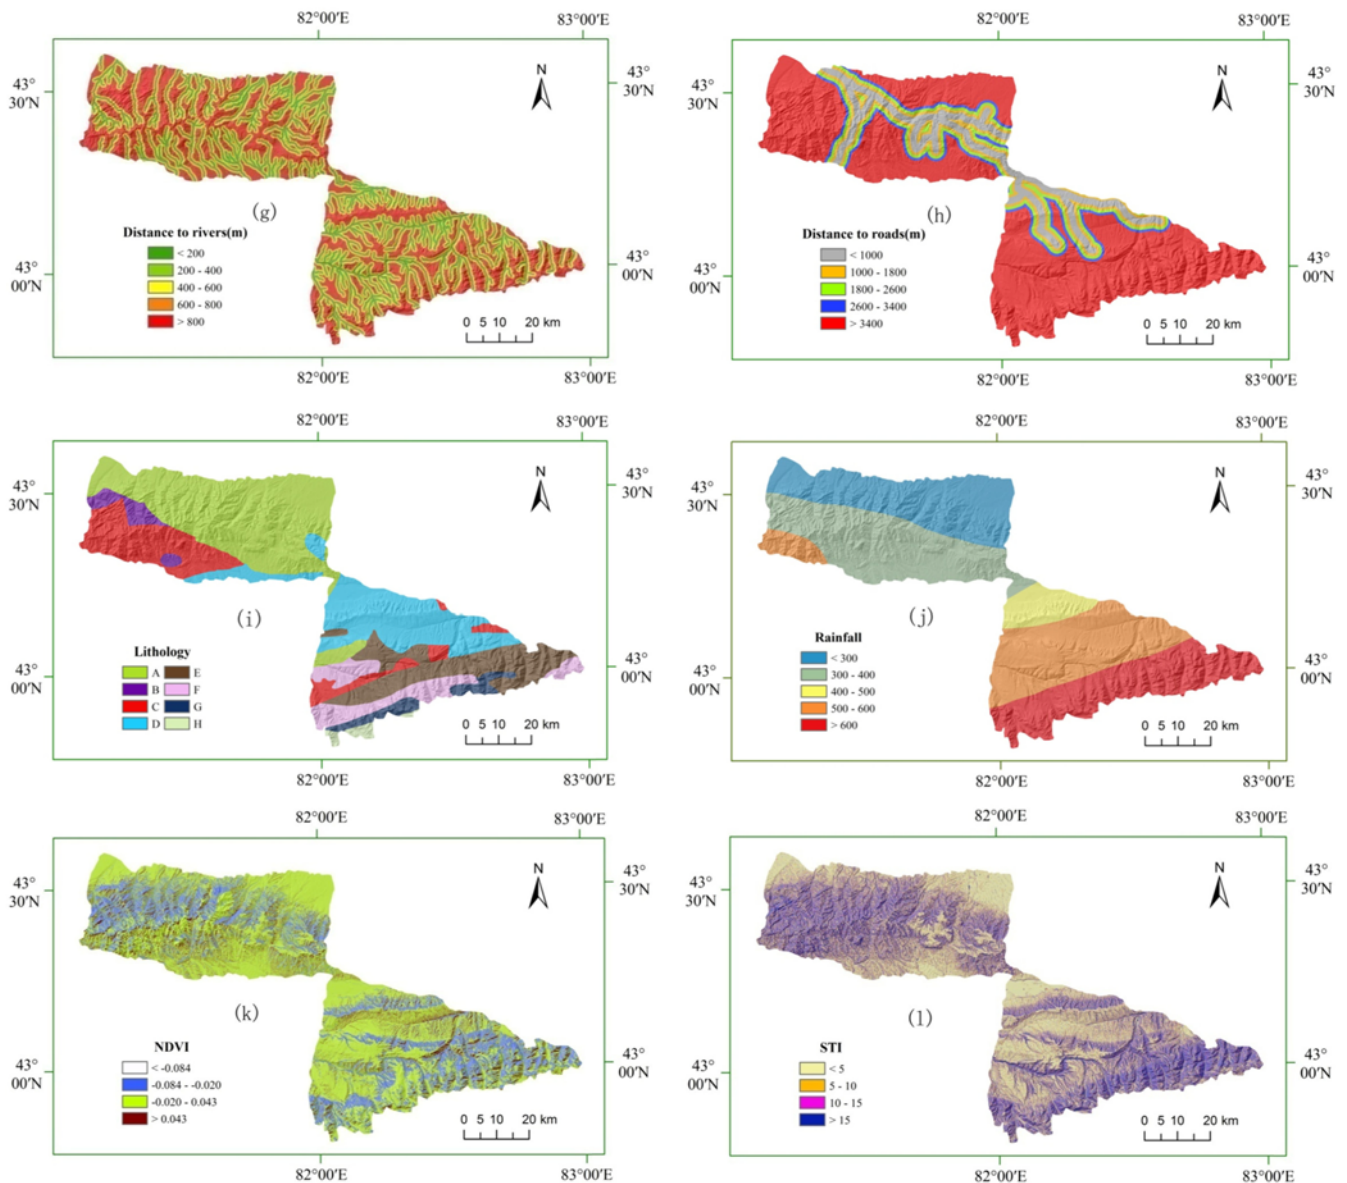 82°00′E 83°00′E
43° 30′N
43° 30′N
N
(g)
Distance to rivers(m)
< 200
200 - 400
400 - 600
600 - 800
> 800
43° 00′N
43° 00′N
0 5 10 20 km
82°00′E 83°00′E
82°00′E 83°00′E
43° 30′N
43° 30′N
N
(h)
Distance to roads(m)
< 1000
1000 - 1800
1800 - 2600
2600 - 3400
> 3400
43° 00′N
43° 00′N
0 5 10 20 km
82°00′E 83°00′E
82°00′E 83°00′E
43° 30′N
43° 30′N
N
(i)
Lithology
A E
B F
C G
D H
43° 00′N
43° 00′N
0 5 10 20 km
82°00′E 83°00′E
82°00′E 83°00′E
43° 30′N
43° 30′N
N
(j)
Rainfall
< 300
300 - 400
400 - 500
500 - 600
> 600
43° 00′N
43° 00′N
0 5 10 20 km
82°00′E 83°00′E
82°00′E 83°00′E
43° 30′N
43° 30′N
N
(k)
NDVI
< -0.084
-0.084 - -0.020
-0.020 - 0.043
> 0.043
43° 00′N
43° 00′N
0 5 10 20 km
82°00′E 83°00′E
82°00′E 83°00′E
43° 30′N
43° 30′N
N
(l)
STI
< 5
5 - 10
10 - 15
> 15
43° 00′N
43° 00′N
0 5 10 20 km
82°00′E 83°00′E